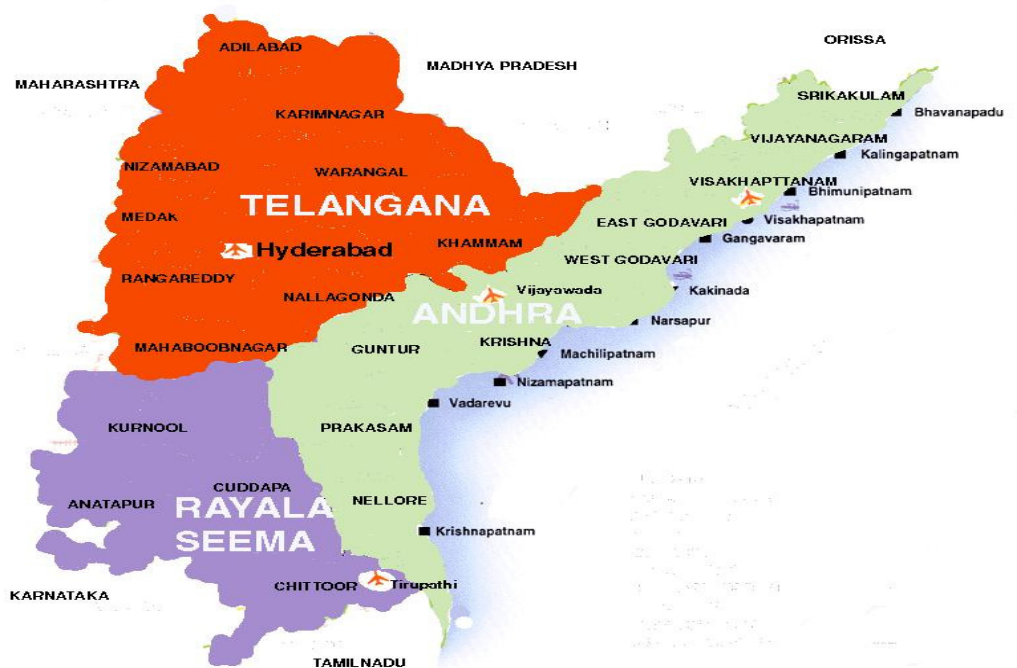 ORISSA
ADILABAD
MADHYA PRADESH
MAHARASHTRA
SRIKAKULAM
KARIMNAGAR
Bhavanapadu
VIJAYANAGARAM
Kalingapatnam
NIZAMABAD
WARANGAL
VISAKHAPTTANAM
Bhimunipatnam
TELANGANA
MEDAK
EAST GODAVARI
Visakhapatnam
Gangavaram
Hyderabad
KHAMMAM
WEST GODAVARI
RANGAREDDY
NALLAGONDA
Vijayawada
Kakinada
ANDHRA
Narsapur
MAHABOOBNAGAR
GUNTUR
KRISHNA
Machilipatnam
Nizamapatnam
Vadarevu
KURNOOL
PRAKASAM
CUDDAPA
ANATAPUR
NELLORE
RAYALA
SEEMA
Krishnapatnam
CHITTOOR
Tirupathi
KARNATAKA
TAMILNADU